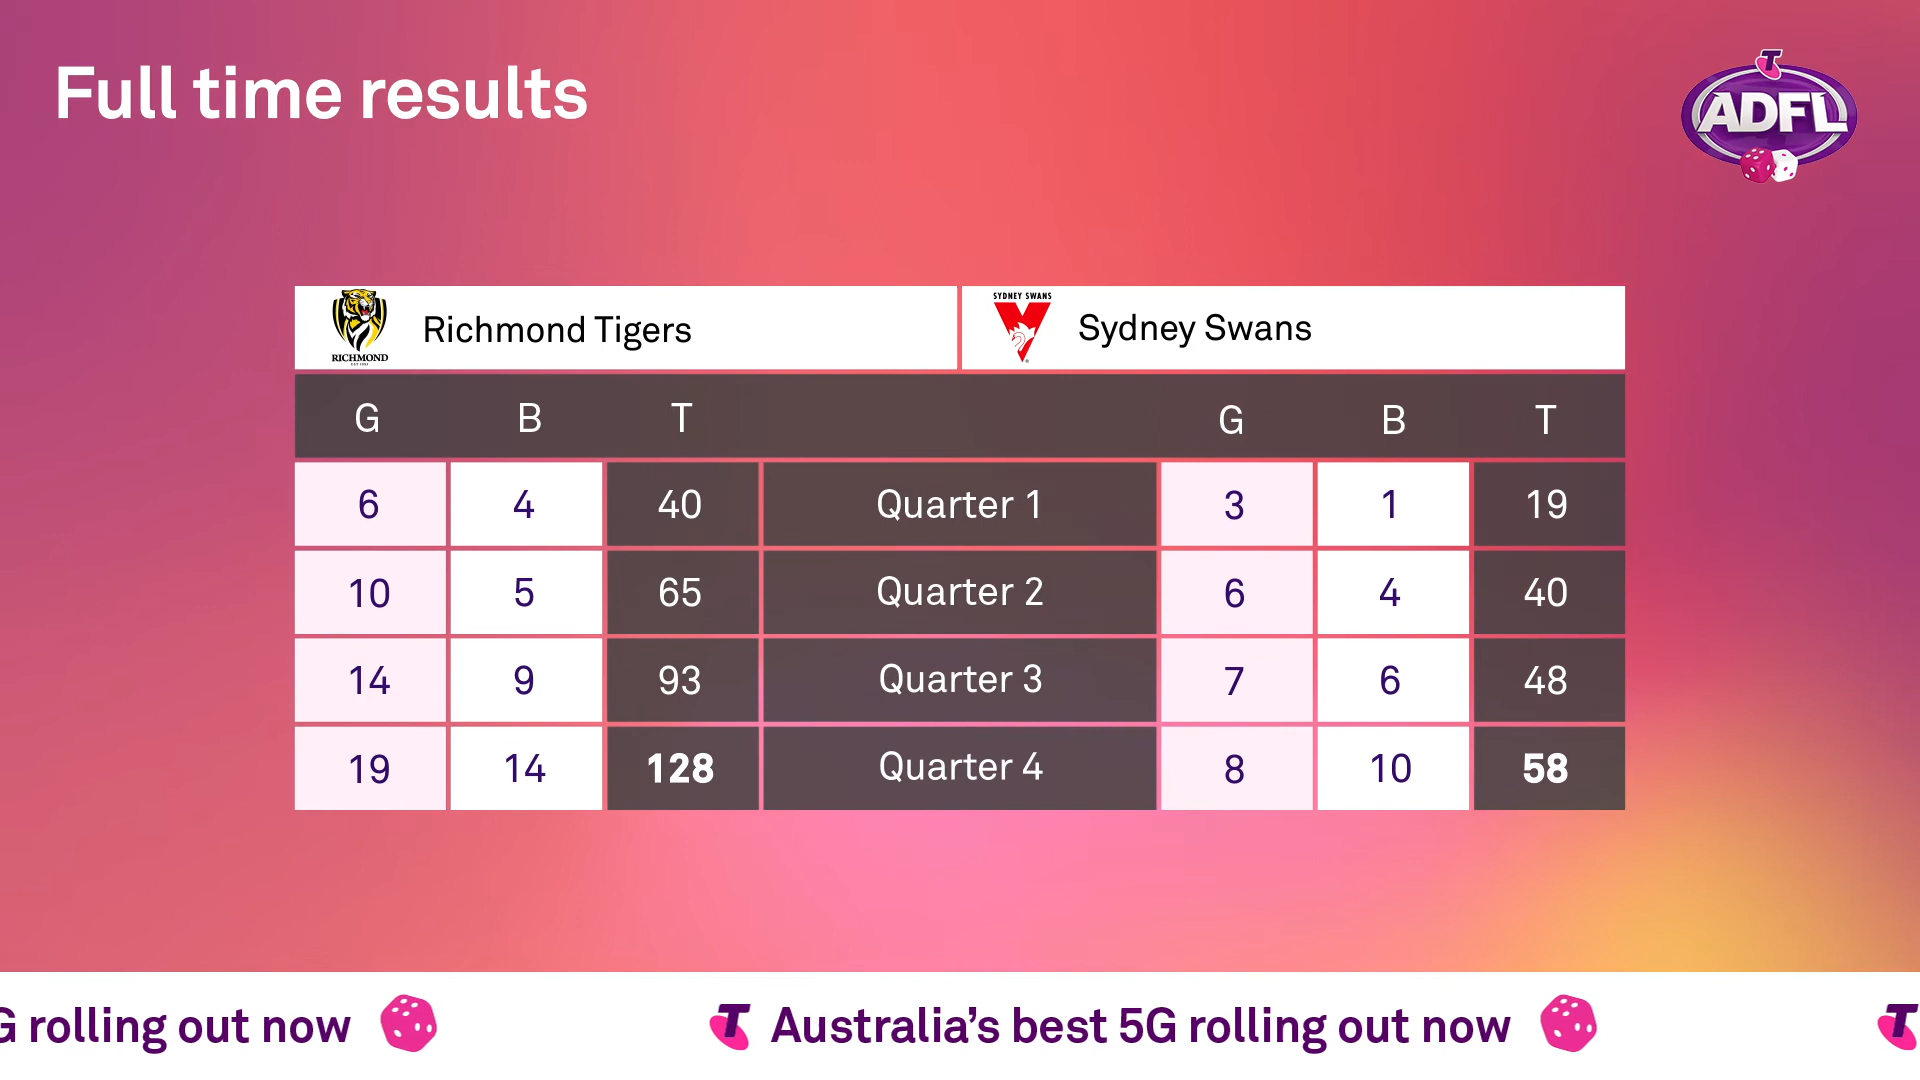 Full time results
T
ADFL
RICHMOND
Richmond Tigers
SYDNEY SWANS
Sydney Swans
G B T G B T
6 4 40 Quarter 1 3 1 19
10 5 65 Quarter 2 6 4 40
14 9 93 Quarter 3 7 6 48
19 14 128 Quarter 4 8 10 58
G rolling out now T Australia’s best 5G rolling out now T